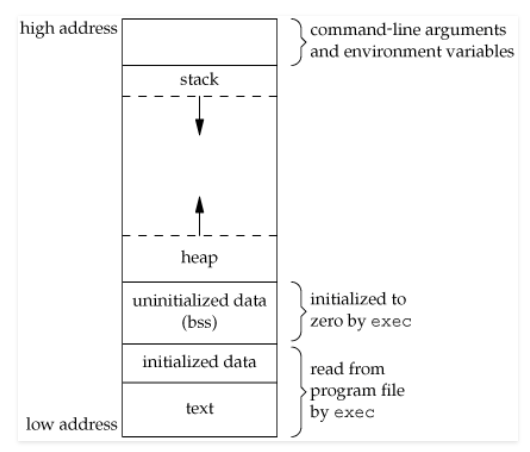 high address
command-line arguments
and environment variables
stack
heap
uninitialized data
(bss)
initialized to
zero by exec
initialized data
read from
program file
by exec
text
low address